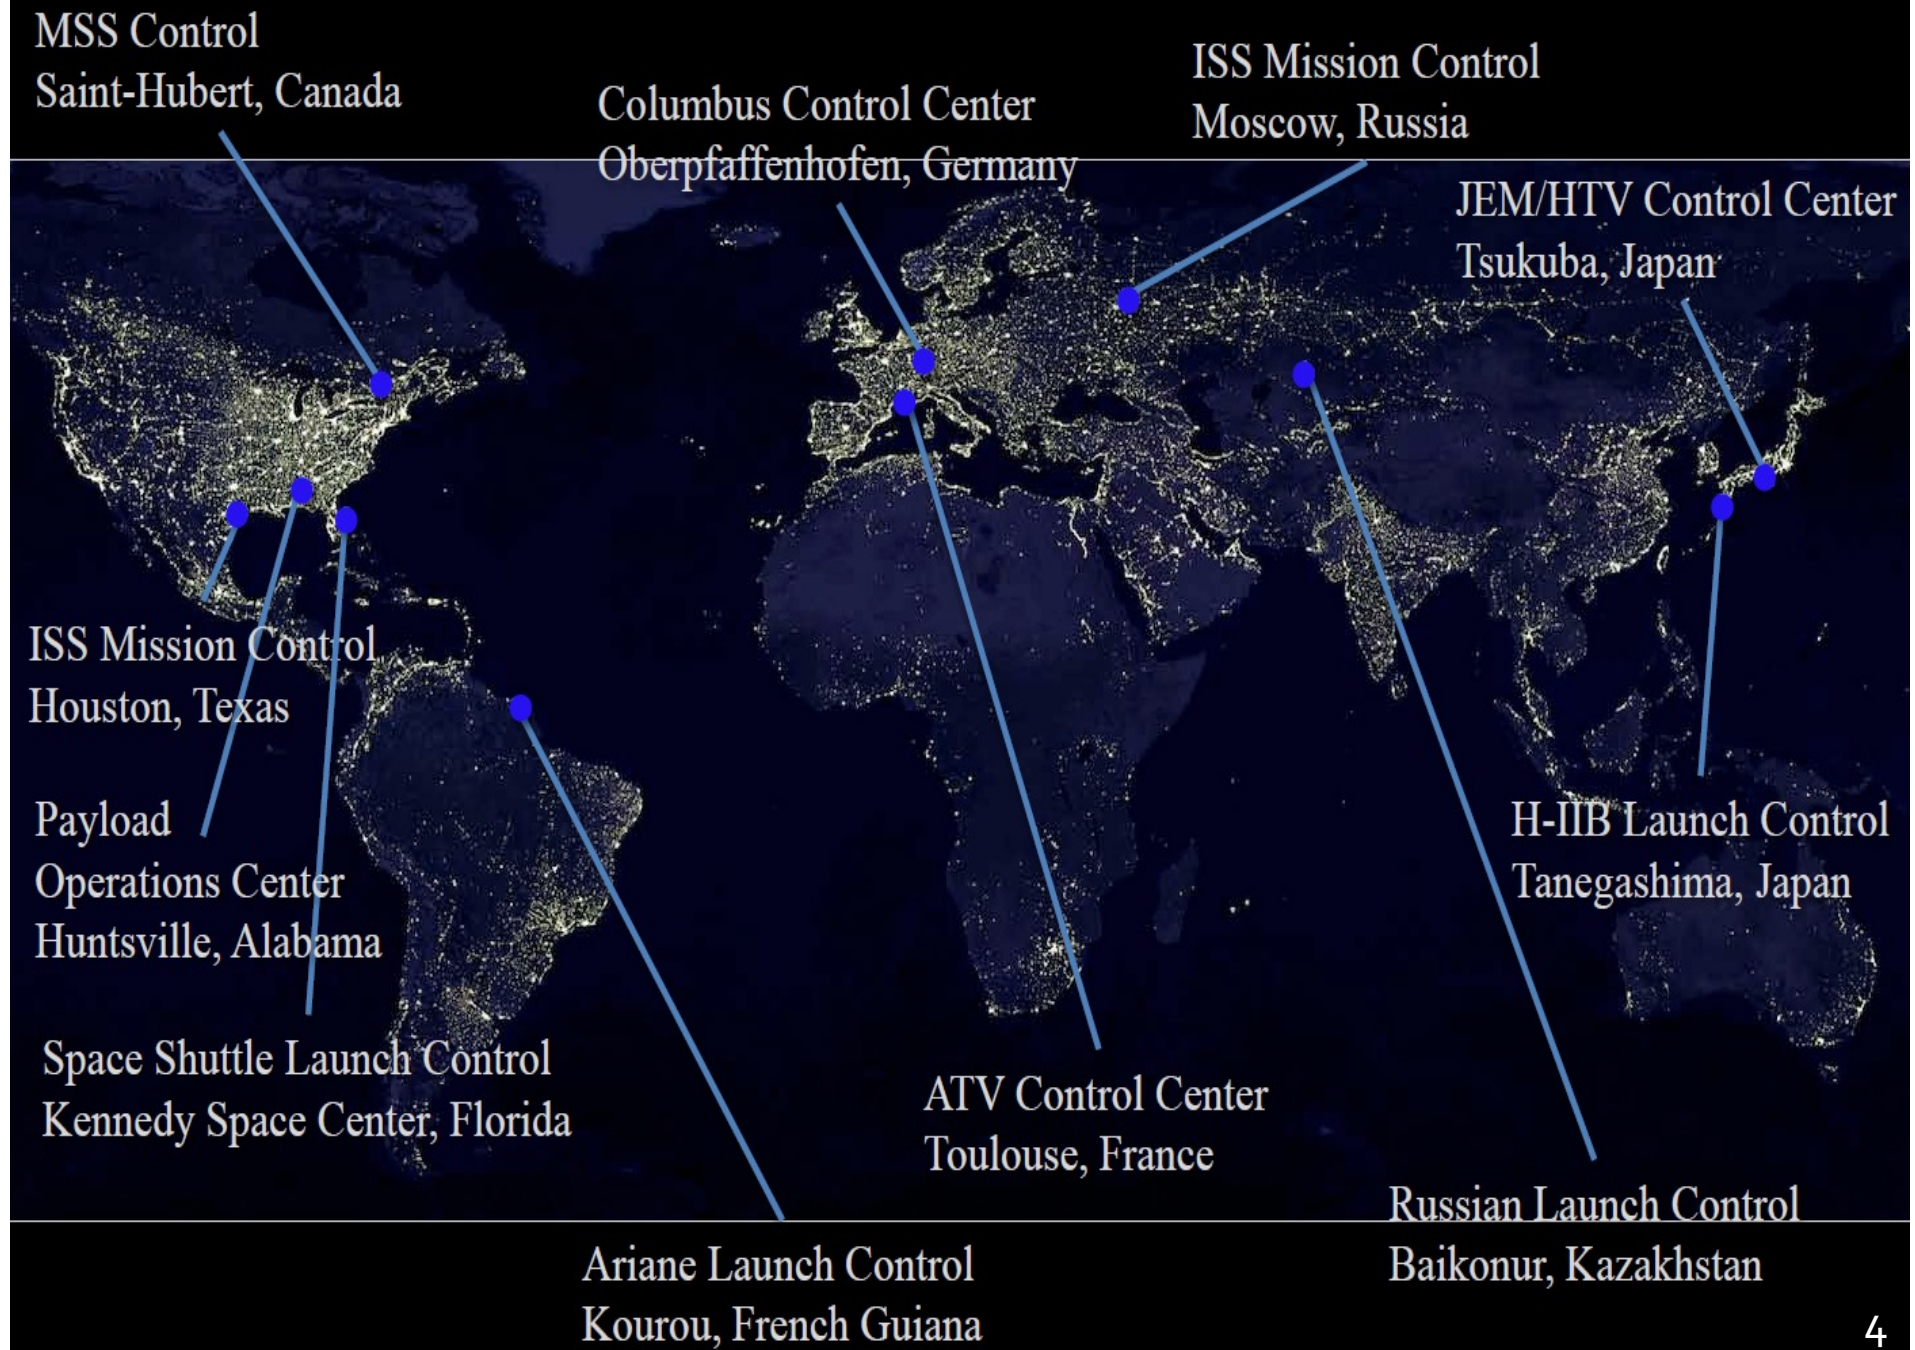 MSS Control
Saint-Hubert, Canada
Columbus Control Center
Oberpfaffenhofen, Germany
ISS Mission Control
Moscow, Russia
JEM/HTV Control Center
Tsukuba, Japan
ISS Mission Control
Houston, Texas
Payload
Operations Center
Huntsville, Alabama
H-IIB Launch Control
Tanegashima, Japan
Space Shuttle Launch Control
Kennedy Space Center, Florida
ATV Control Center
Toulouse, France
Russian Launch Control
Baikonur, Kazakhstan
Ariane Launch Control
Kourou, French Guiana
4